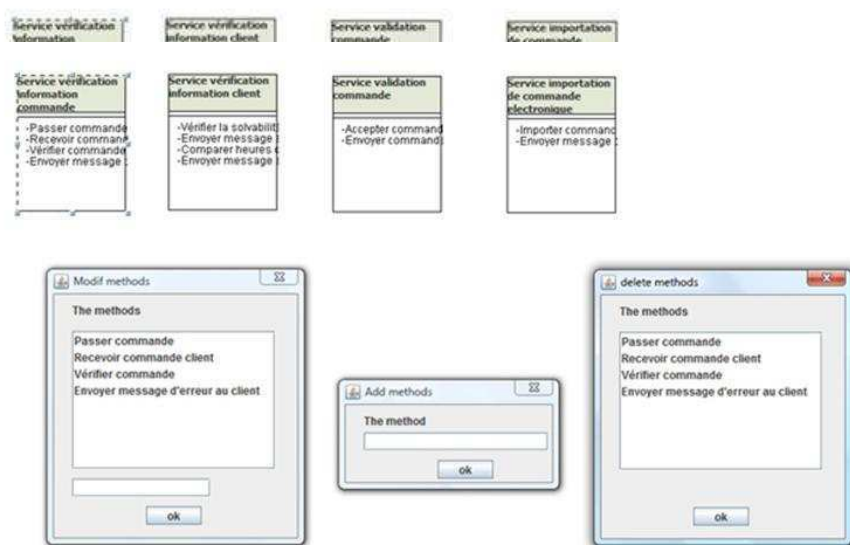 Service vérification
information
Service vérification
information client
Service validation
commande
Service importation
de commande
Service vérification
information
commande
-Passer commande
-Recevoir command
-Vérifier commande
-Envoyer message
Service vérification
information client
-Vérifier la solvabilit
-Envoyer message
-Comparer heures
-Envoyer message
Service validation
commande
-Accepter command
-Envoyer command
Service importation
de commande
electronique
-Importer command
-Envoyer message
Modif methods
The methods
Passer commande
Recevoir commande client
Vérifier commande
Envoyer message d'erreur au client
ok
Add methods
The method
ok
delete methods
The methods
Passer commande
Recevoir commande client
Vérifier commande
Envoyer message d'erreur au client
ok